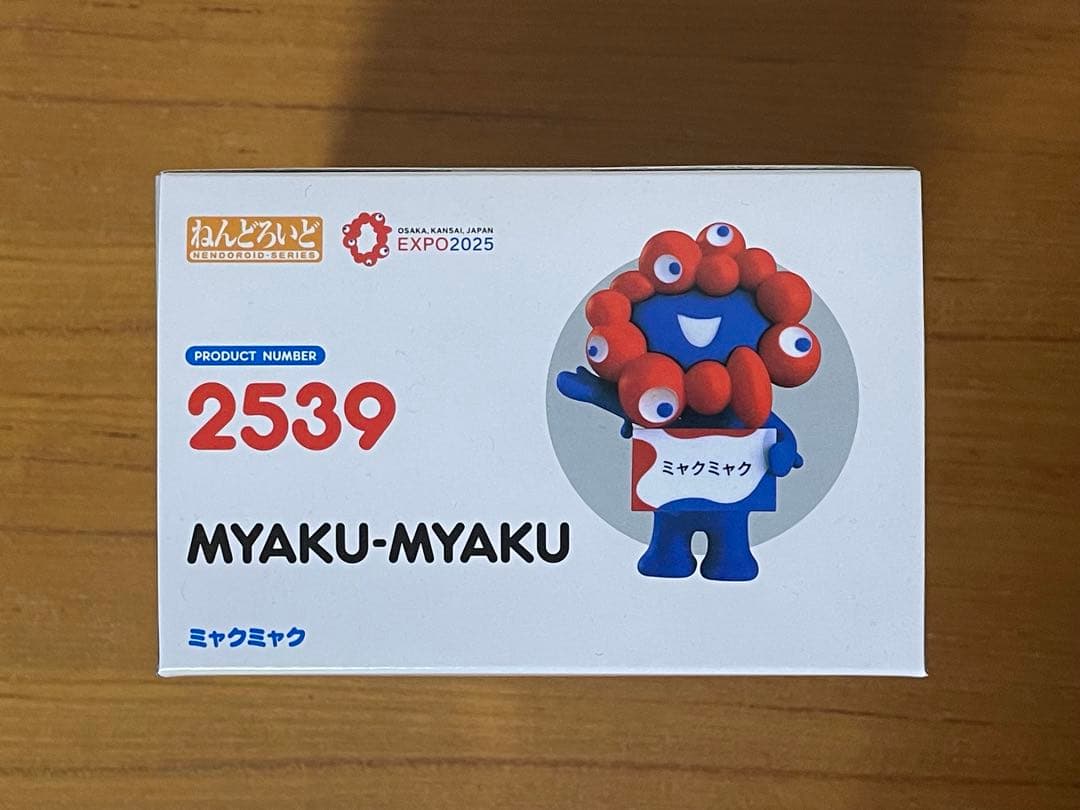 ねんどろいど
NENDOROID-SERIES
OSAKA, KANSAI, JAPAN
EXPO2025
PRODUCT NUMBER
2539
ミャクミャク
MYAKU-MYAKU
ミャクミャク